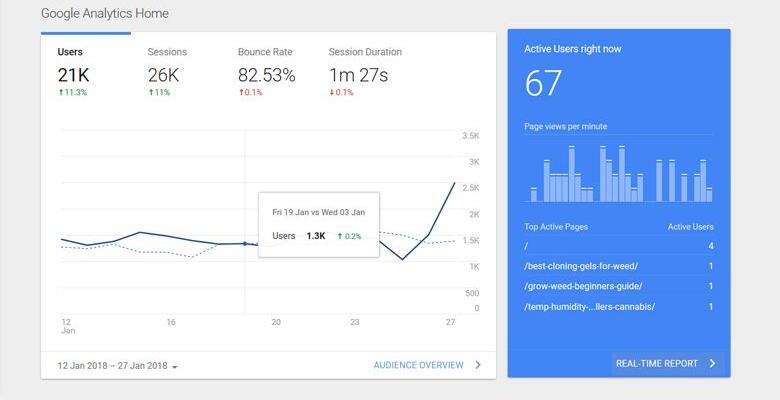 Google Analytics Home
Users Sessions Bounce Rate Session Duration
21K 26K 82.53% 1m 27s
↑11.3% ↑11% ↑0.1% ↓0.1%
3.5K
3K
2.5K
2K
1.5K
1K
500
0
Fri 19 Jan vs Wed 03 Jan
Users 1.3K ↑ 0.2%
12 16 20 23 27
Jan
12 Jan 2018 – 27 Jan 2018
AUDIENCE OVERVIEW
Active Users right now
67
Page views per minute
Top Active Pages Active Users
/ 4
/best-cloning-gels-for-weed/ 1
/grow-weed-beginners-guide/ 1
/temp-humidity-...llers-cannabis/ 1
REAL-TIME REPORT